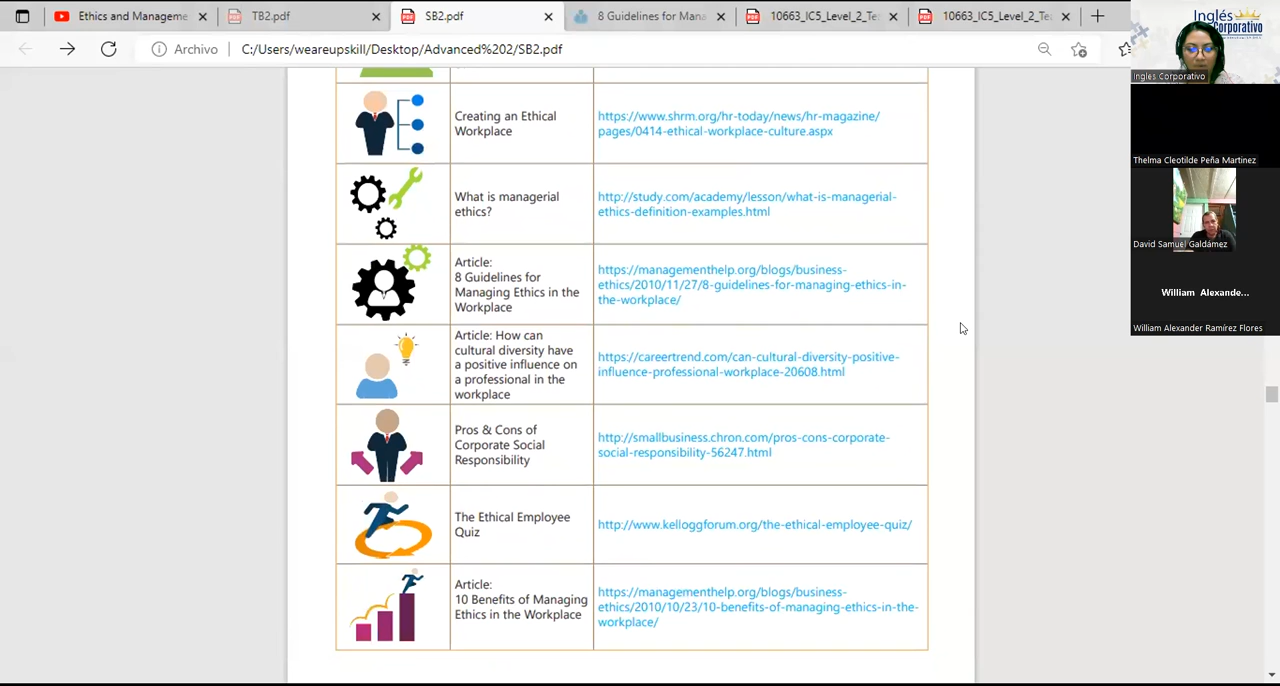 Ethics and Manageme
TB2.pdf
SB2.pdf
8 Guidelines for Mana
10663_IC5_Level_2_Te
10663_IC5_Level_2_Tea
Archivo
C:/Users/weareupskill/Desktop/Advanced%202/SB2.pdf
Creating an Ethical
Workplace
https://www.shrm.org/hr-today/news/hr-magazine/
pages/0414-ethical-workplace-culture.aspx
What is managerial
ethics?
http://study.com/academy/lesson/what-is-managerial-
ethics-definition-examples.html
Article:
8 Guidelines for
Managing Ethics in the
Workplace
https://managementhelp.org/blogs/business-
ethics/2010/11/27/8-guidelines-for-managing-ethics-in-
the-workplace/
Article: How can
cultural diversity have
a positive influence on
a professional in the
workplace
https://careertrend.com/can-cultural-diversity-positive-
influence-professional-workplace-20608.html
Pros & Cons of
Corporate Social
Responsibility
http://smallbusiness.chron.com/pros-cons-corporate-
social-responsibility-56247.html
The Ethical Employee
Quiz
http://www.kelloggforum.org/the-ethical-employee-quiz/
Article:
10 Benefits of Managing
Ethics in the Workplace
https://managementhelp.org/blogs/business-
ethics/2010/10/23/10-benefits-of-managing-ethics-in-the-
workplace/
Inglés
Corporativo
Ingles Corporativo
Thelma Cleotilde Peña Martinez
David Samuel Galdámez
William Alexande...
William Alexander Ramírez Flores